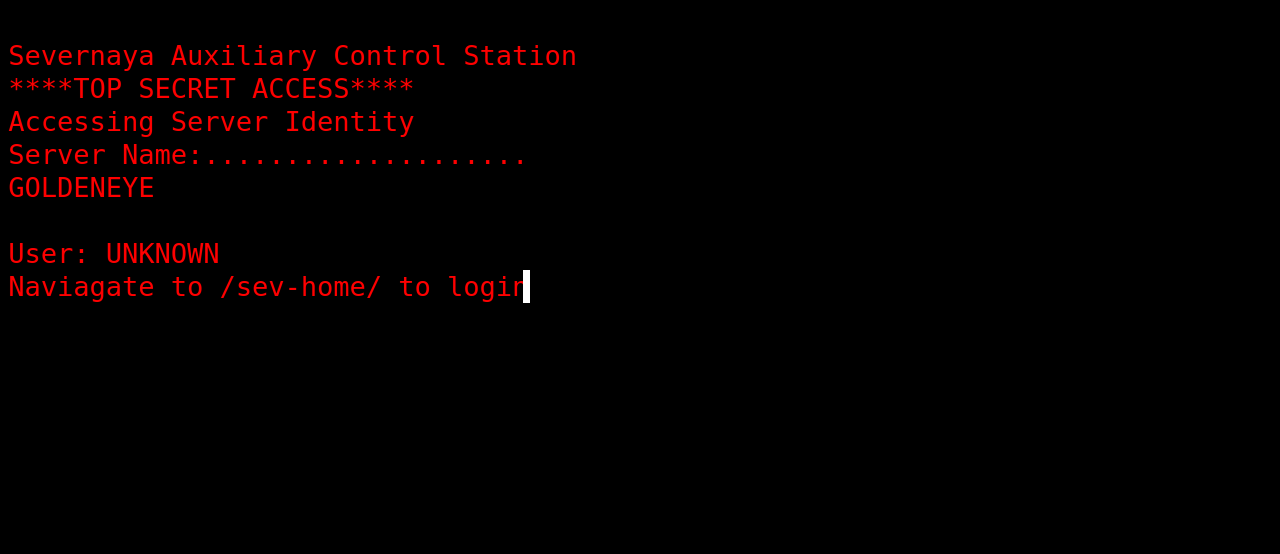 Severnaya Auxiliary Control Station
****TOP SECRET ACCESS****
Accessing Server Identity
Server Name:....................
GOLDENEYE
User: UNKNOWN
Naviagate to /sev-home/ to login